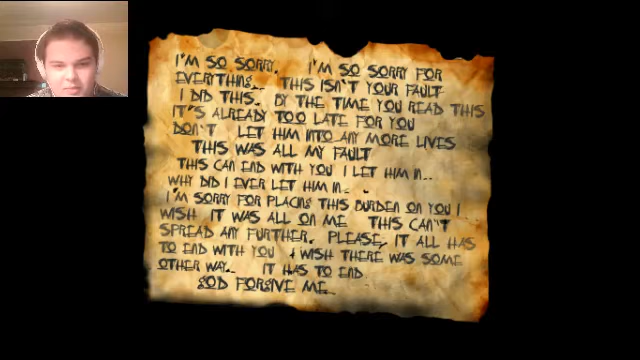 I'M SO SORRY. I'M SO SORRY FOR
EVERYTHING... THIS ISN'T YOUR FAULT
I DID THIS. BY THE TIME YOU READ THIS
IT'S ALREADY TOO LATE FOR YOU
DON'T LET HIM INTO ANY MORE LIVES
THIS WAS ALL MY FAULT
THIS CAN END WITH YOU I LET HIM IN..
WHY DID I EVER LET HIM IN.. .
I'M SORRY FOR PLACING THIS BURDEN ON YOU I
WISH IT WAS ALL ON ME THIS CAN'T
SPREAD ANY FURTHER. PLEASE, IT ALL HAS
TO END WITH YOU I WISH THERE WAS SOME
OTHER WAY... IT HAS TO END
GOD FORGIVE ME...